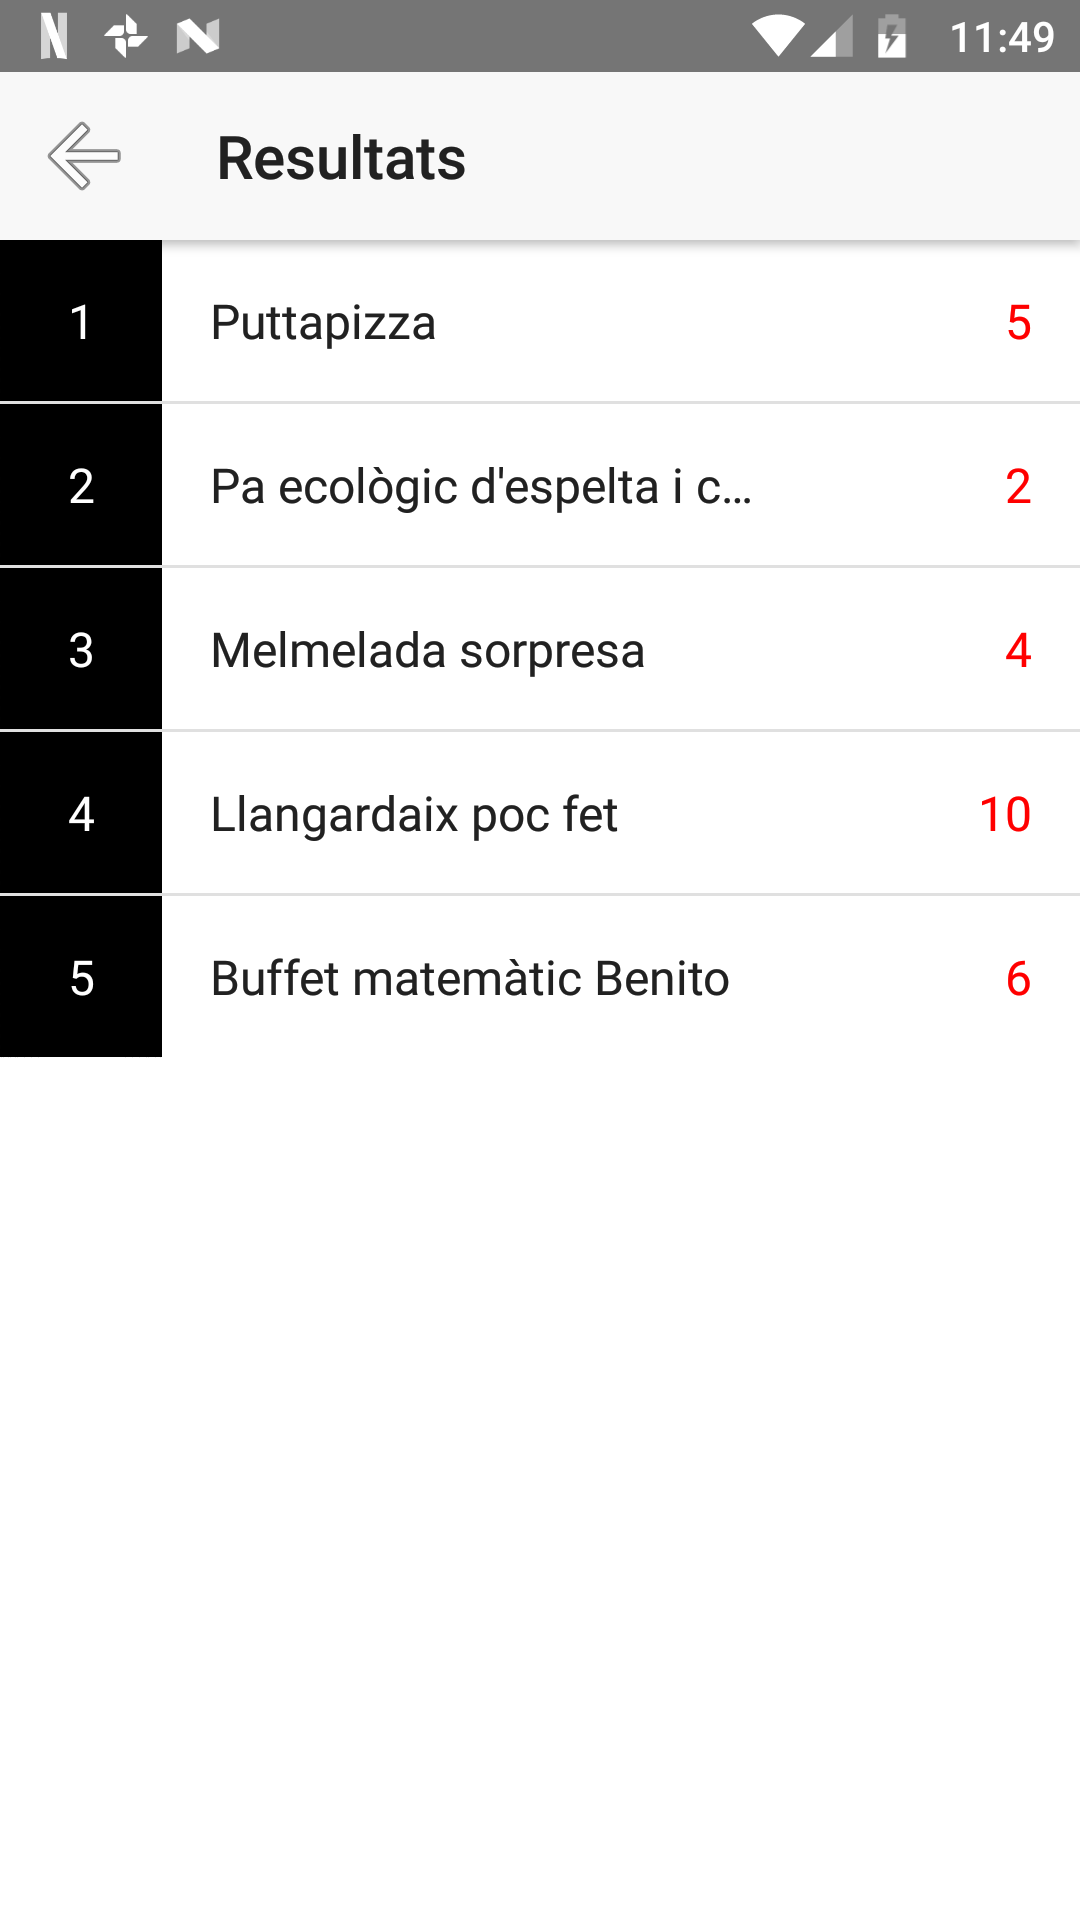 11:49
Resultats
1 Puttapizza 5
2 Pa ecològic d'espelta i c... 2
3 Melmelada sorpresa 4
4 Llangardaix poc fet 10
5 Buffet matemàtic Benito 6